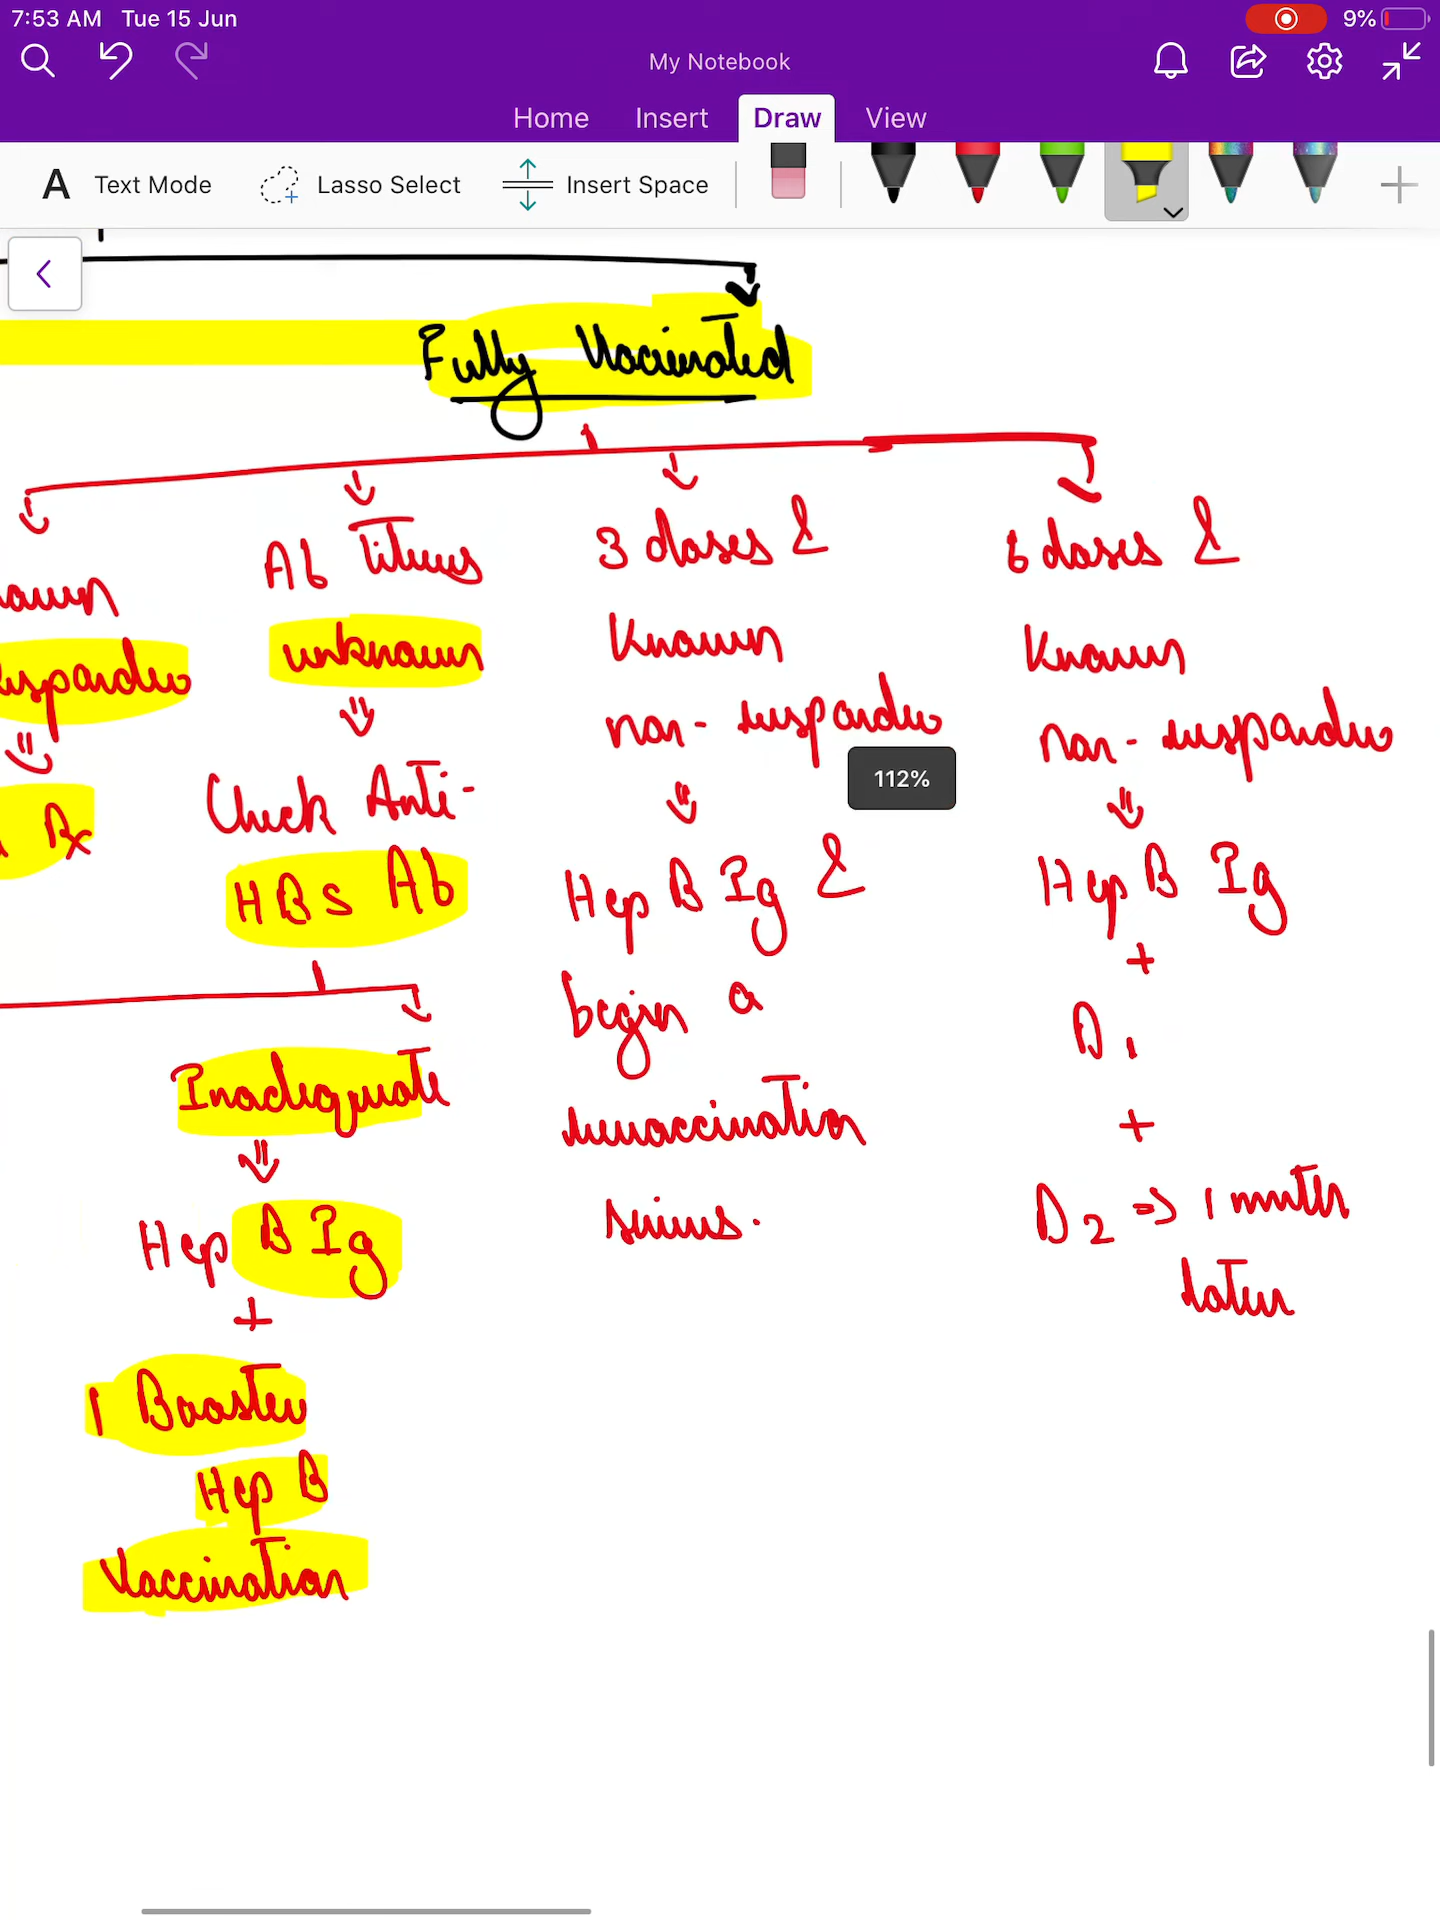 7:53 AM Tue 15 Jun
9%
My Notebook
Home Insert Draw View
A Text Mode Lasso Select Insert Space
Fully Vaccinated
Ab titres
unknown
Check Anti-
HBs Ab
Inadequate
Hep B Ig
+
1 Booster
Hep B
Vaccination
3 doses &
Known
non-responder
112%
Hep B Ig &
begin a
revaccination
series.
6 doses &
Known
non-responder
Hep B Ig
+
D1
+
D2 => 1 mnth
later
responder
Rx